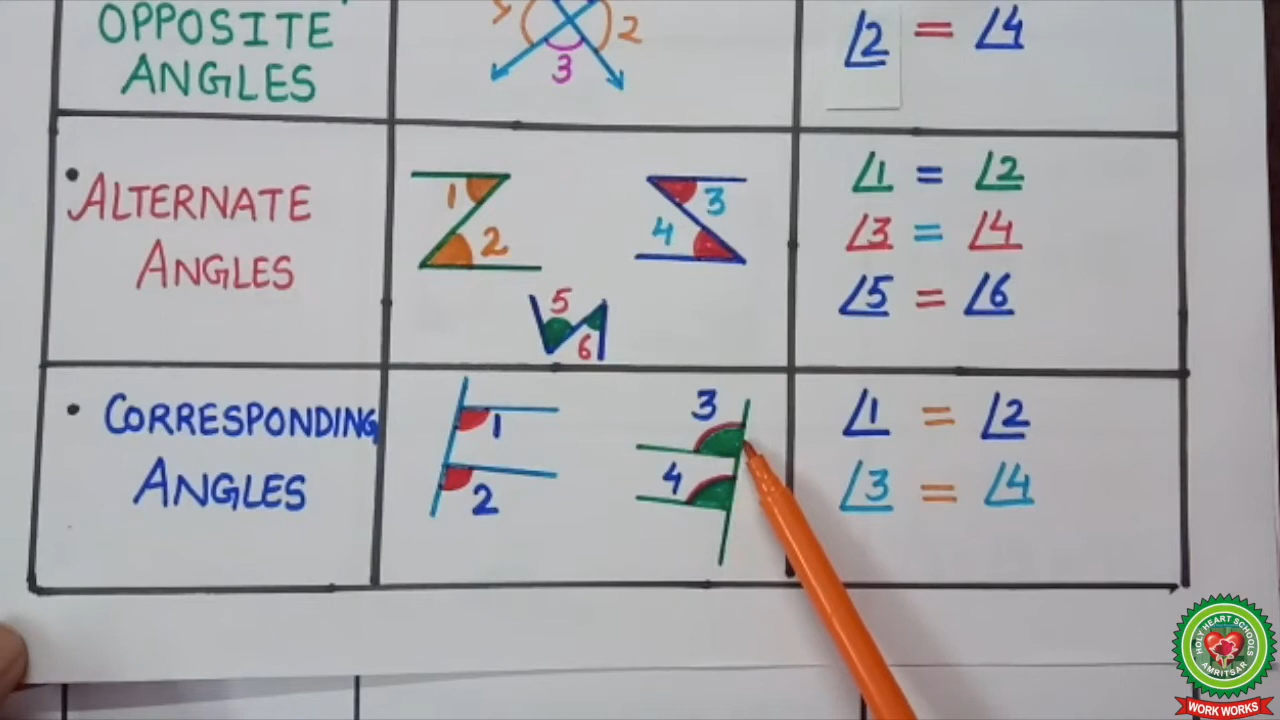 OPPOSITE
ANGLES
2
3
∠2 = ∠4
• ALTERNATE
ANGLES
1
2
3
4
5
6
∠1 = ∠2
∠3 = ∠4
∠5 = ∠6
• CORRESPONDING
ANGLES
1
2
3
4
∠1 = ∠2
∠3 = ∠4
HOLY HEART SCHOOLS
AMRITSAR
WORK WORKS